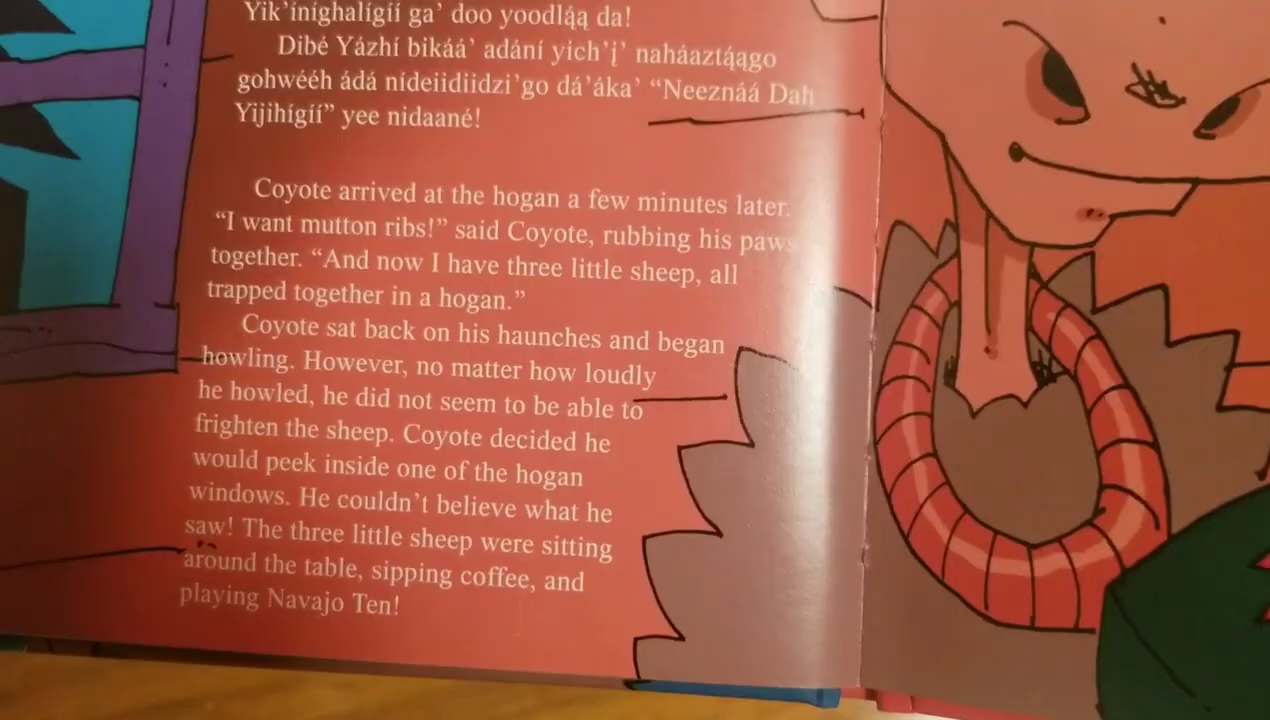 Yik’íníghalígíí ga’ doo yoodlą́ą da!
Dibé Yázhí bikáá’ adání yich’į’ naháaztą́ągo
gohwééh ádá nídeiidiidzi’go dá’áka’ “Neeznáá Dah
Yijihígíí” yee nidaané!
Coyote arrived at the hogan a few minutes later.
“I want mutton ribs!” said Coyote, rubbing his paws
together. “And now I have three little sheep, all
trapped together in a hogan.”
Coyote sat back on his haunches and began
howling. However, no matter how loudly
he howled, he did not seem to be able to
frighten the sheep. Coyote decided he
would peek inside one of the hogan
windows. He couldn’t believe what he
saw! The three little sheep were sitting
around the table, sipping coffee, and
playing Navajo Ten!